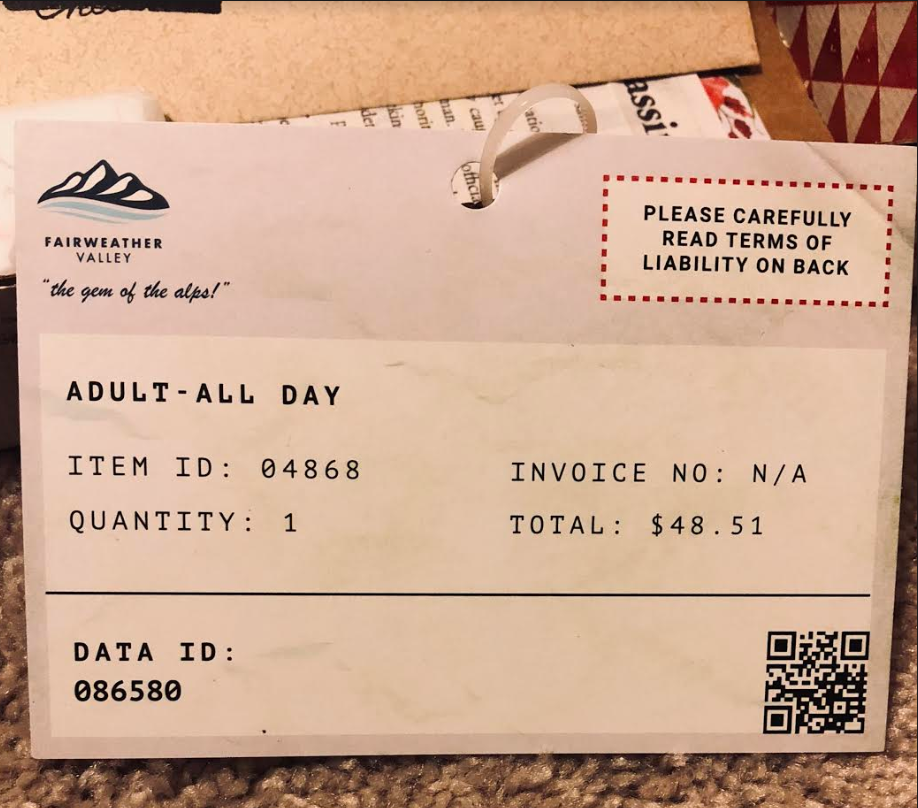 FAIRWEATHER
VALLEY
"the gem of the alps!"
PLEASE CAREFULLY
READ TERMS OF
LIABILITY ON BACK
ADULT-ALL DAY
ITEM ID: 04868
INVOICE NO: N/A
QUANTITY: 1
TOTAL: $48.51
DATA ID:
086580